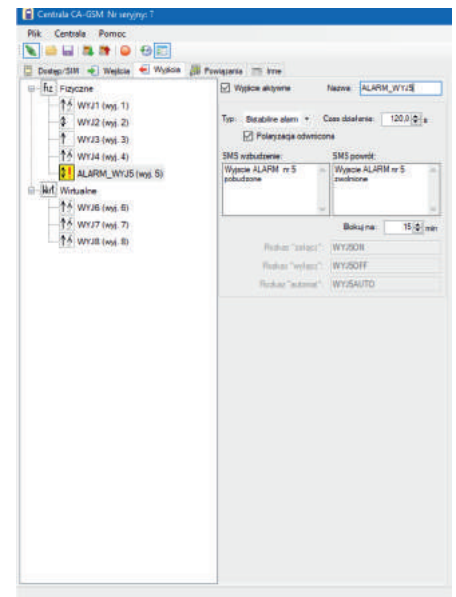 Centrala CA-GSM Nr seryjny: ?
Plik Centrala Pomoc
Dostęp/SIM Wejścia Wyjścia Powiązania Inne
fiz Fizyczne
WYJ1 (wyj. 1)
WYJ2 (wyj. 2)
WYJ3 (wyj. 3)
WYJ4 (wyj. 4)
ALARM_WYJ5 (wyj. 5)
Wirt Wirtualne
WYJ6 (wyj. 6)
WYJ7 (wyj. 7)
WYJ8 (wyj. 8)
Wyjście aktywne Nazwa: ALARM_WYJ5
Typ: Bistabilne alarm Czas działania: 120,0 s
Polaryzacja odwrócona
SMS wzbudzenie: SMS powrót:
Wyjscie ALARM nr 5
pobudzone
Wyjscie ALARM nr 5
zwolnione
Blokuj na: 15 min
Rozkaz "załącz": WYJ5ON
Rozkaz "wyłącz": WYJ5OFF
Rozkaz "automat": WYJ5AUTO